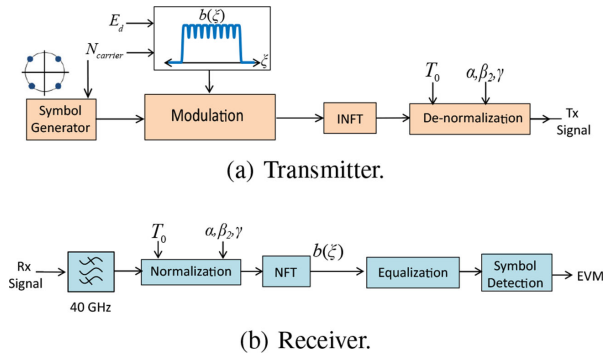 E_d
N_carrier
b(ξ)
ξ
Symbol
Generator
Modulation
INFT
T_0
α,β_2,γ
De-normalization
Tx
Signal
(a) Transmitter.
Rx
Signal
40 GHz
T_0
α,β_2,γ
Normalization
NFT
b(ξ)
Equalization
Symbol
Detection
EVM
(b) Receiver.